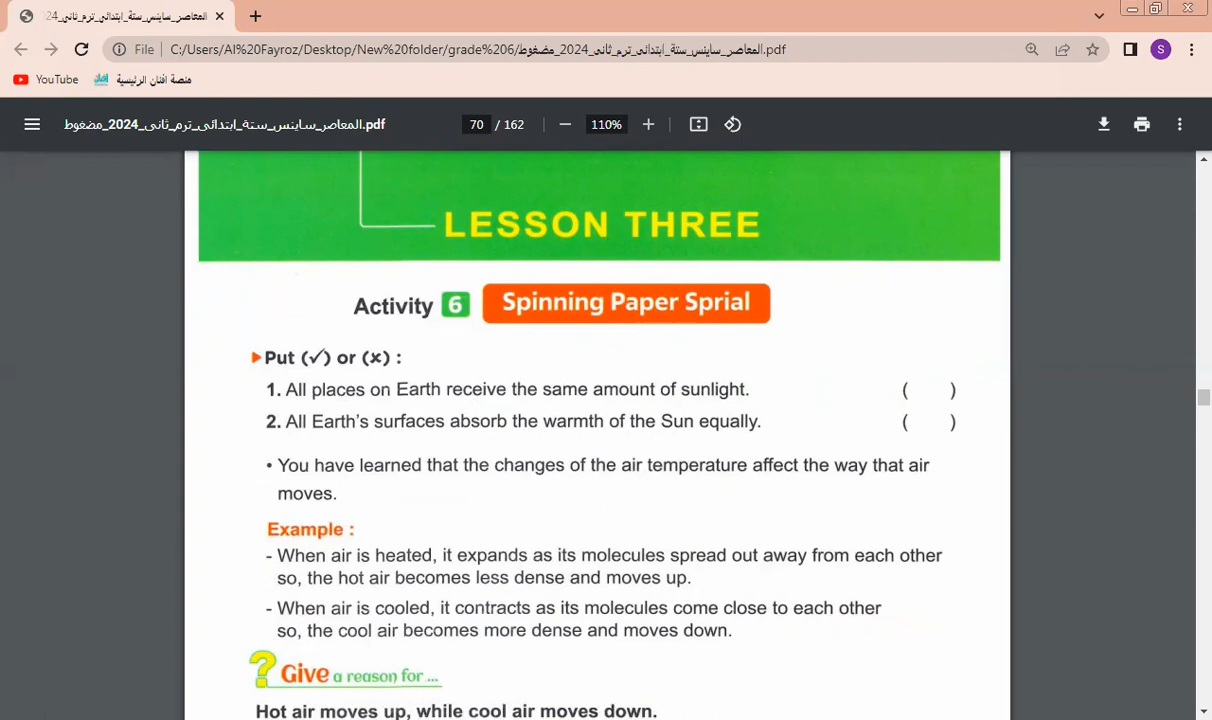 المعاصر_ساينس_ستة_ابتدائي_ترم_ثاني_24
File C:/Users/Al%20Fayroz/Desktop/New%20folder/grade%206/المعاصر_ساينس_ستة_ابتدائي_ترم_ثاني_2024_مضغوط.pdf
S
YouTube منصة افنان الرئيسية
المعاصر_ساينس_ستة_ابتدائي_ترم_ثاني_2024_مضغوط.pdf 70 / 162 110%
LESSON THREE
Activity 6 Spinning Paper Sprial
Put (✓) or (×) :
1. All places on Earth receive the same amount of sunlight. ( )
2. All Earth's surfaces absorb the warmth of the Sun equally. ( )
• You have learned that the changes of the air temperature affect the way that air
moves.
Example :
- When air is heated, it expands as its molecules spread out away from each other
so, the hot air becomes less dense and moves up.
- When air is cooled, it contracts as its molecules come close to each other
so, the cool air becomes more dense and moves down.
? Give a reason for ...
Hot air moves up, while cool air moves down.